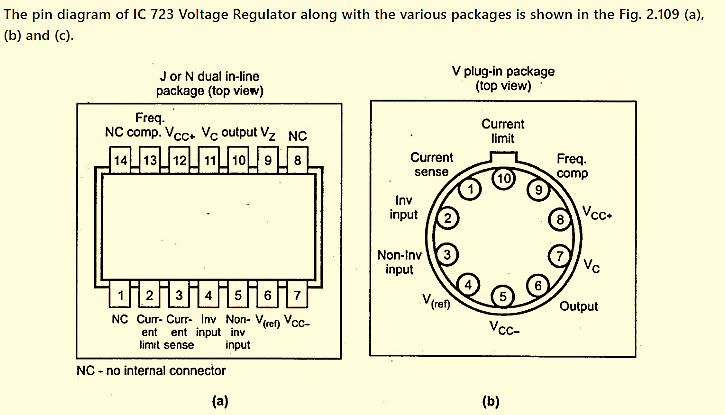 The pin diagram of IC 723 Voltage Regulator along with the various packages is shown in the Fig. 2.109 (a),
(b) and (c).
J or N dual in-line
package (top view)
Freq.
NC comp. VCC+ VC output VZ NC
14 13 12 11 10 9 8
1 2 3 4 5 6 7
NC Curr- Curr- Inv Non- V(ref) VCC–
ent ent input inv
limit sense input
NC - no internal connector
(a)
V plug-in package
(top view)
Current
limit
Current
sense
Freq.
comp
Inv
input
VCC+
Non-Inv
input
VC
V(ref)
Output
VCC–
10
1
9
2
8
3
7
4
6
5
(b)